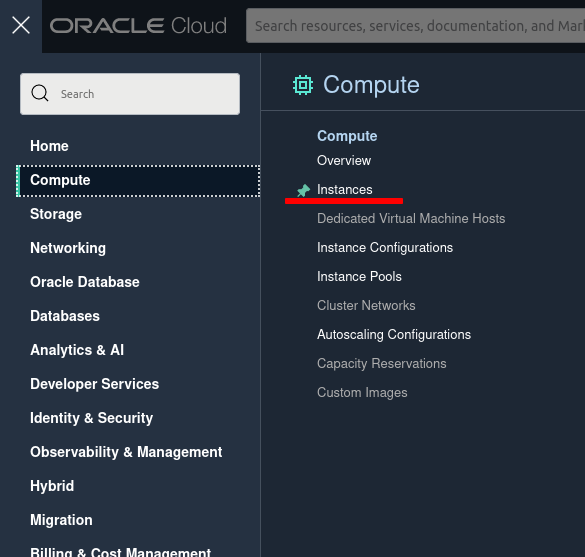 ORACLE Cloud
Search resources, services, documentation, and Mar
Search
Home
Compute
Storage
Networking
Oracle Database
Databases
Analytics & AI
Developer Services
Identity & Security
Observability & Management
Hybrid
Migration
Billing & Cost Management
Compute
Compute
Overview
Instances
Dedicated Virtual Machine Hosts
Instance Configurations
Instance Pools
Cluster Networks
Autoscaling Configurations
Capacity Reservations
Custom Images